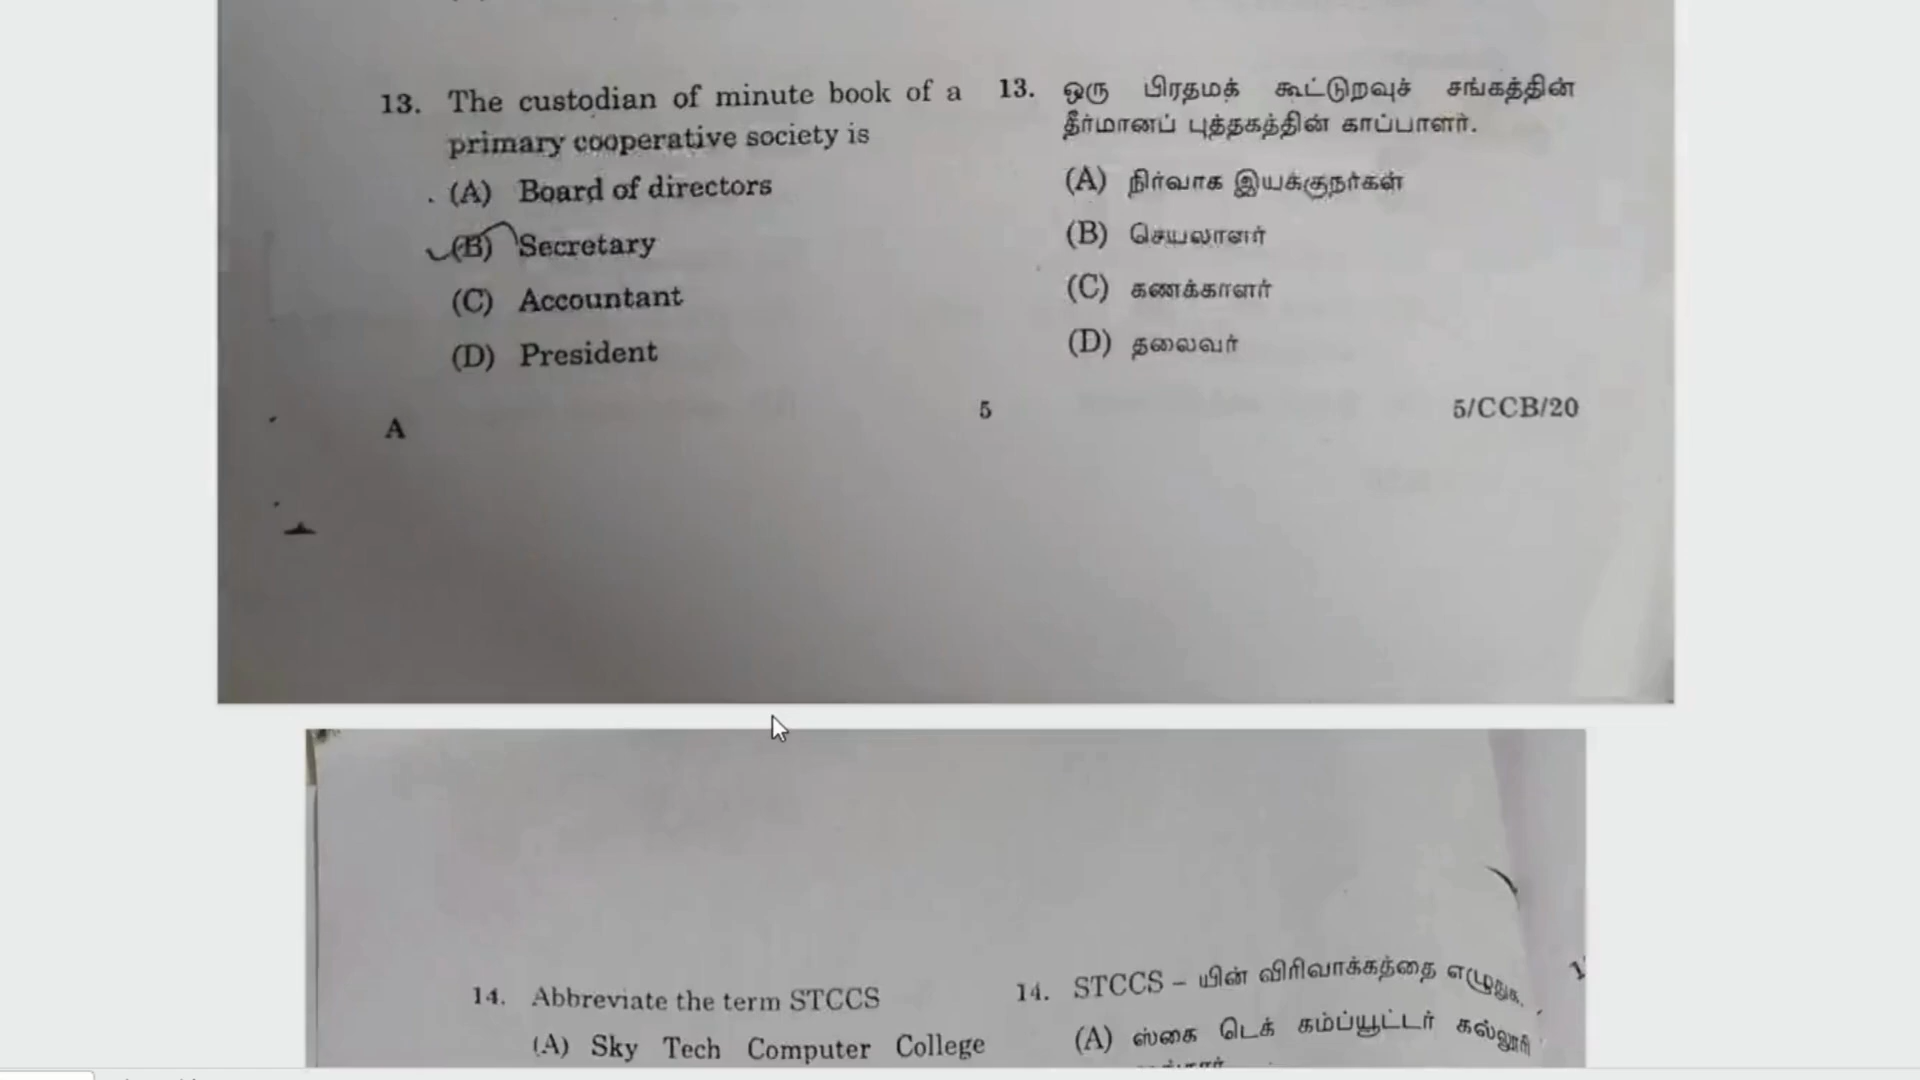 13. The custodian of minute book of a
primary cooperative society is
(A) Board of directors
(B) Secretary
(C) Accountant
(D) President
13. ஒரு பிரதமத் கூட்டுறவுச் சங்கத்தின்
தீர்மானப் புத்தகத்தின் காப்பாளர்.
(A) நிர்வாக இயக்குநர்கள்
(B) செயலாளர்
(C) கணக்காளர்
(D) தலைவர்
A
5
5/CCB/20
14. Abbreviate the term STCCS
(A) Sky Tech Computer College
14. STCCS – யின் விரிவாக்கத்தை எழுதுக.
(A) ஸ்கை டெக் கம்ப்யூட்டர் கல்லூரி